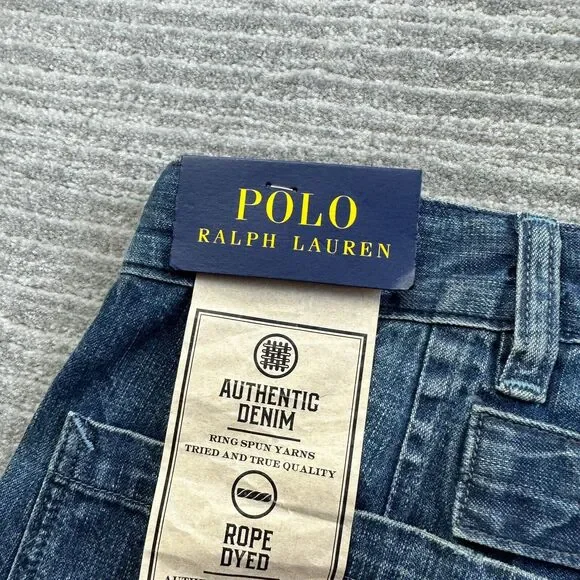 POLO
RALPH LAUREN
AUTHENTIC
DENIM
RING SPUN YARNS
TRIED AND TRUE QUALITY
ROPE
DYED